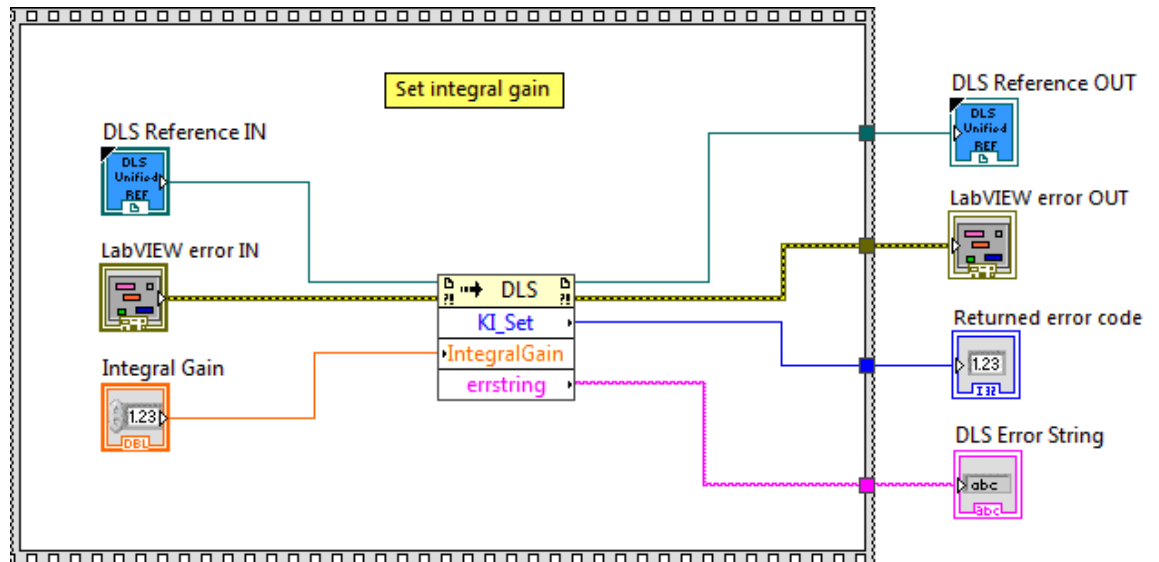 Set integral gain
DLS Reference IN
DLS
Unified
REF
LabVIEW error IN
?!
DLS
?!
KI_Set
IntegralGain
errstring
Integral Gain
1.23
DBL
DLS Reference OUT
DLS
Unified
REF
LabVIEW error OUT
Returned error code
1.23
I32
DLS Error String
abc
abc